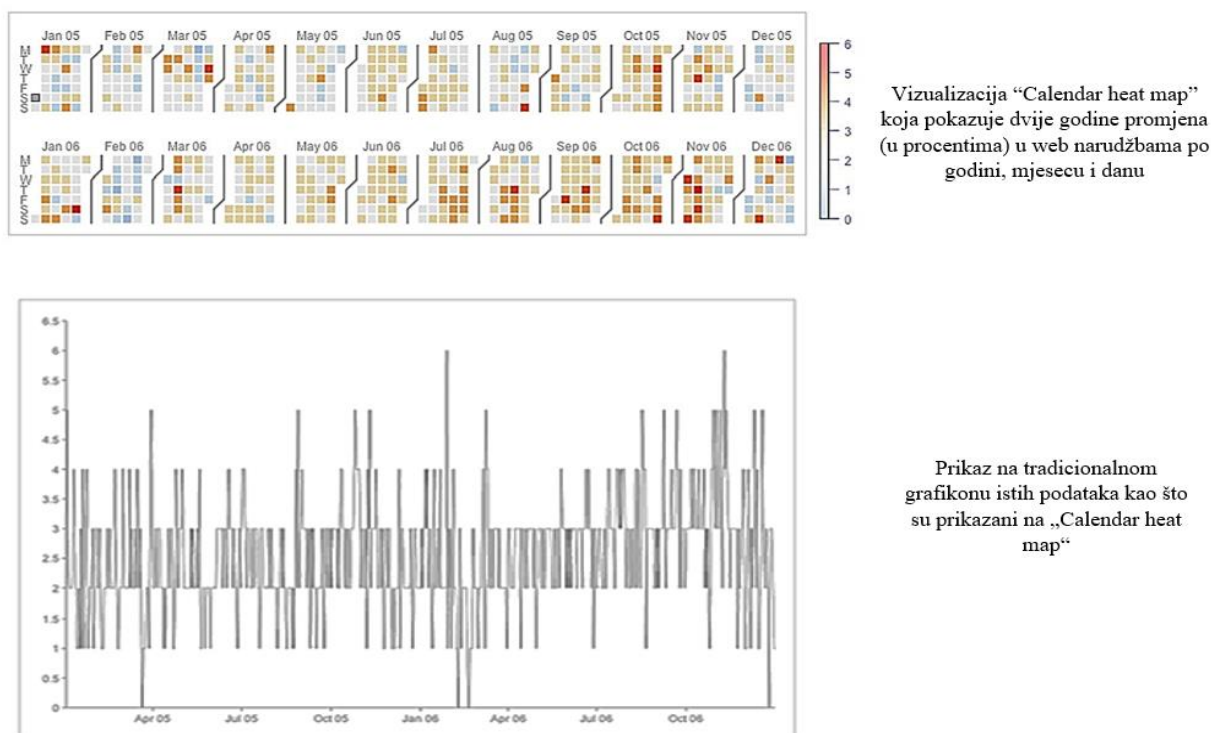 Jan 05 Feb 05 Mar 05 Apr 05 May 05 Jun 05 Jul 05 Aug 05 Sep 05 Oct 05 Nov 05 Dec 05
M
T
W
T
F
S
S
Jan 06 Feb 06 Mar 06 Apr 06 May 06 Jun 06 Jul 06 Aug 06 Sep 06 Oct 06 Nov 06 Dec 06
M
T
W
T
F
S
S
6
5
4
3
2
1
0
Vizualizacija “Calendar heat map”
koja pokazuje dvije godine promjena
(u procentima) u web narudžbama po
godini, mjesecu i danu
6.5
6
5.5
5
4.5
4
3.5
3
2.5
2
1.5
1
0.5
0
Apr 05 Jul 05 Oct 05 Jan 06 Apr 06 Jul 06 Oct 06
Prikaz na tradicionalnom
grafikonu istih podataka kao što
su prikazani na „Calendar heat
map“